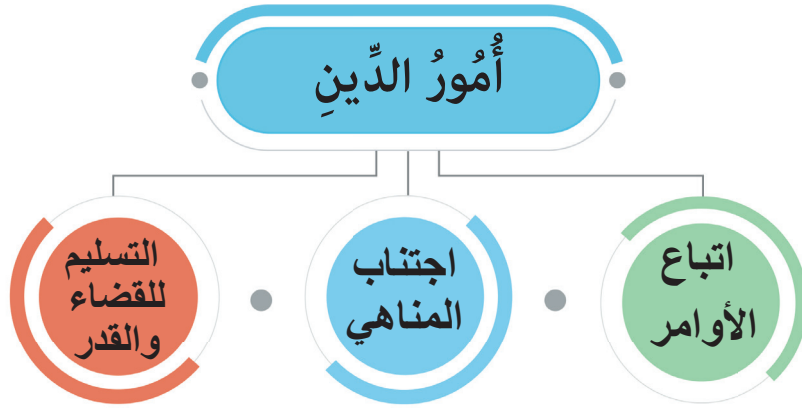 أُمُورُ الدِّينِ
اتباع
الأوامر
اجتناب
المناهي
التسليم
للقضاء
والقدر